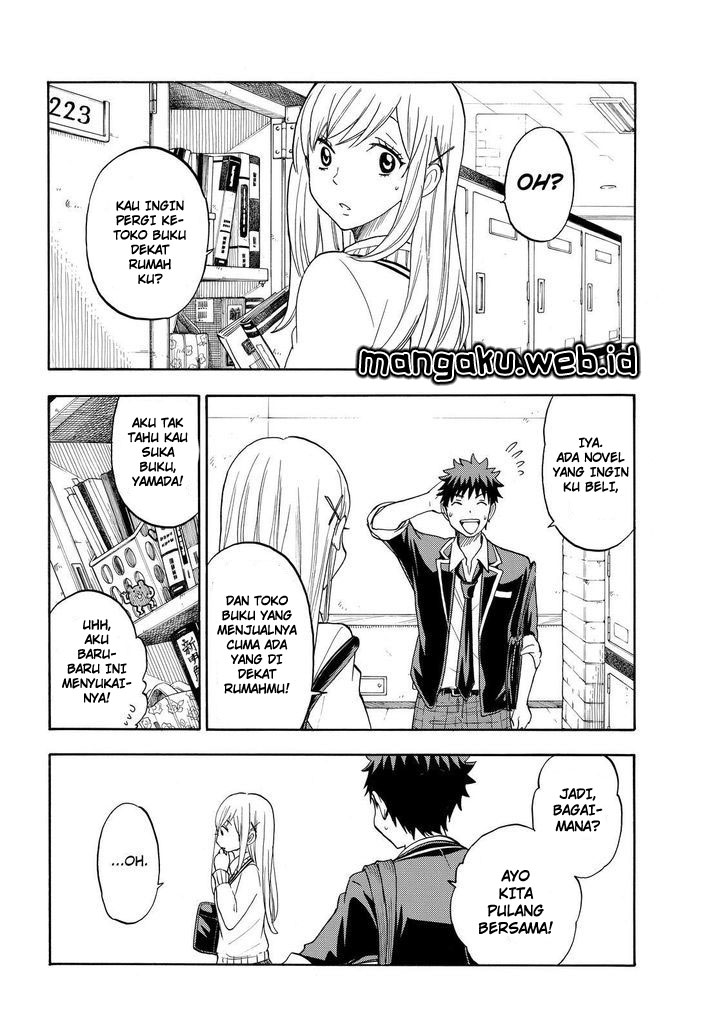 OH?
223
KAU INGIN
PERGI KE-
TOKO BUKU
DEKAT
RUMAH
KU?
mangaku.web.id
IYA.
ADA NOVEL
YANG INGIN
KU BELI,
DAN TOKO
BUKU YANG
MENJUALNYA
CUMA ADA
YANG DI
DEKAT
RUMAHMU!
AKU TAK
TAHU KAU
SUKA
BUKU,
YAMADA!
UHH,
AKU
BARU-
BARU INI
MENYUKAI-
NYA!
JADI,
BAGAI-
MANA?
AYO
KITA
PULANG
BERSAMA!
...OH.